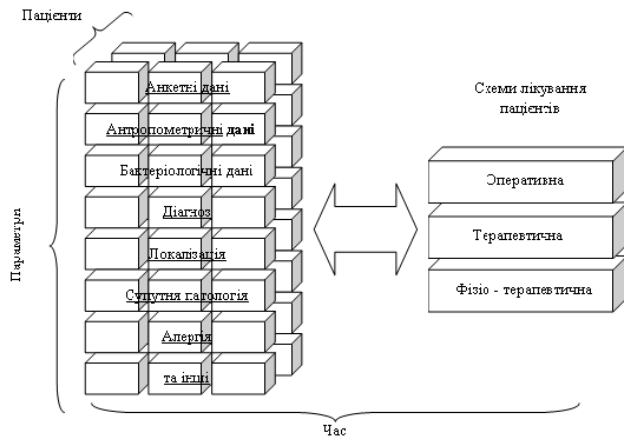 Пацієнти
Анкетні дані
Антропометричні дані
Бактеріологічні дані
Діагноз
Локалізація
Супутня патологія
Алергія
та інші
Параметри
Схеми лікування
пацієнтів
Оперативна
Терапевтична
Фізіо - терапевтична
Час